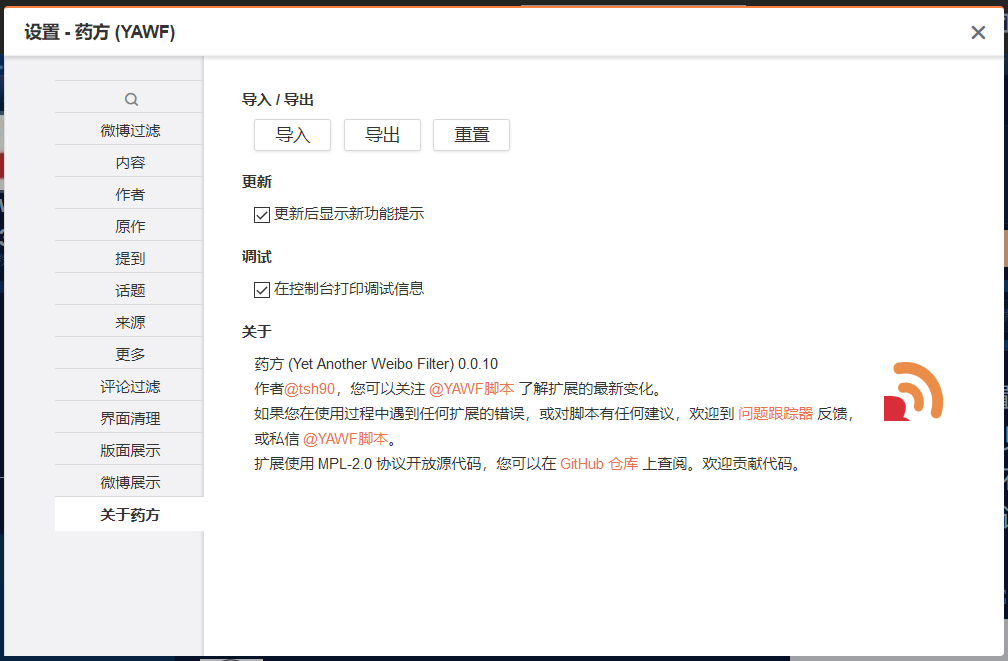 设置 - 药方 (YAWF)
微博过滤
内容
作者
原作
提到
话题
来源
更多
评论过滤
界面清理
版面展示
微博展示
关于药方
导入 / 导出
导入 导出 重置
更新
更新后显示新功能提示
调试
在控制台打印调试信息
关于
药方 (Yet Another Weibo Filter) 0.0.10
作者@tsh90，您可以关注 @YAWF脚本 了解扩展的最新变化。
如果您在使用过程中遇到任何扩展的错误，或对脚本有任何建议，欢迎到 问题跟踪器 反馈，
或私信 @YAWF脚本。
扩展使用 MPL-2.0 协议开放源代码，您可以在 GitHub 仓库 上查阅。欢迎贡献代码。